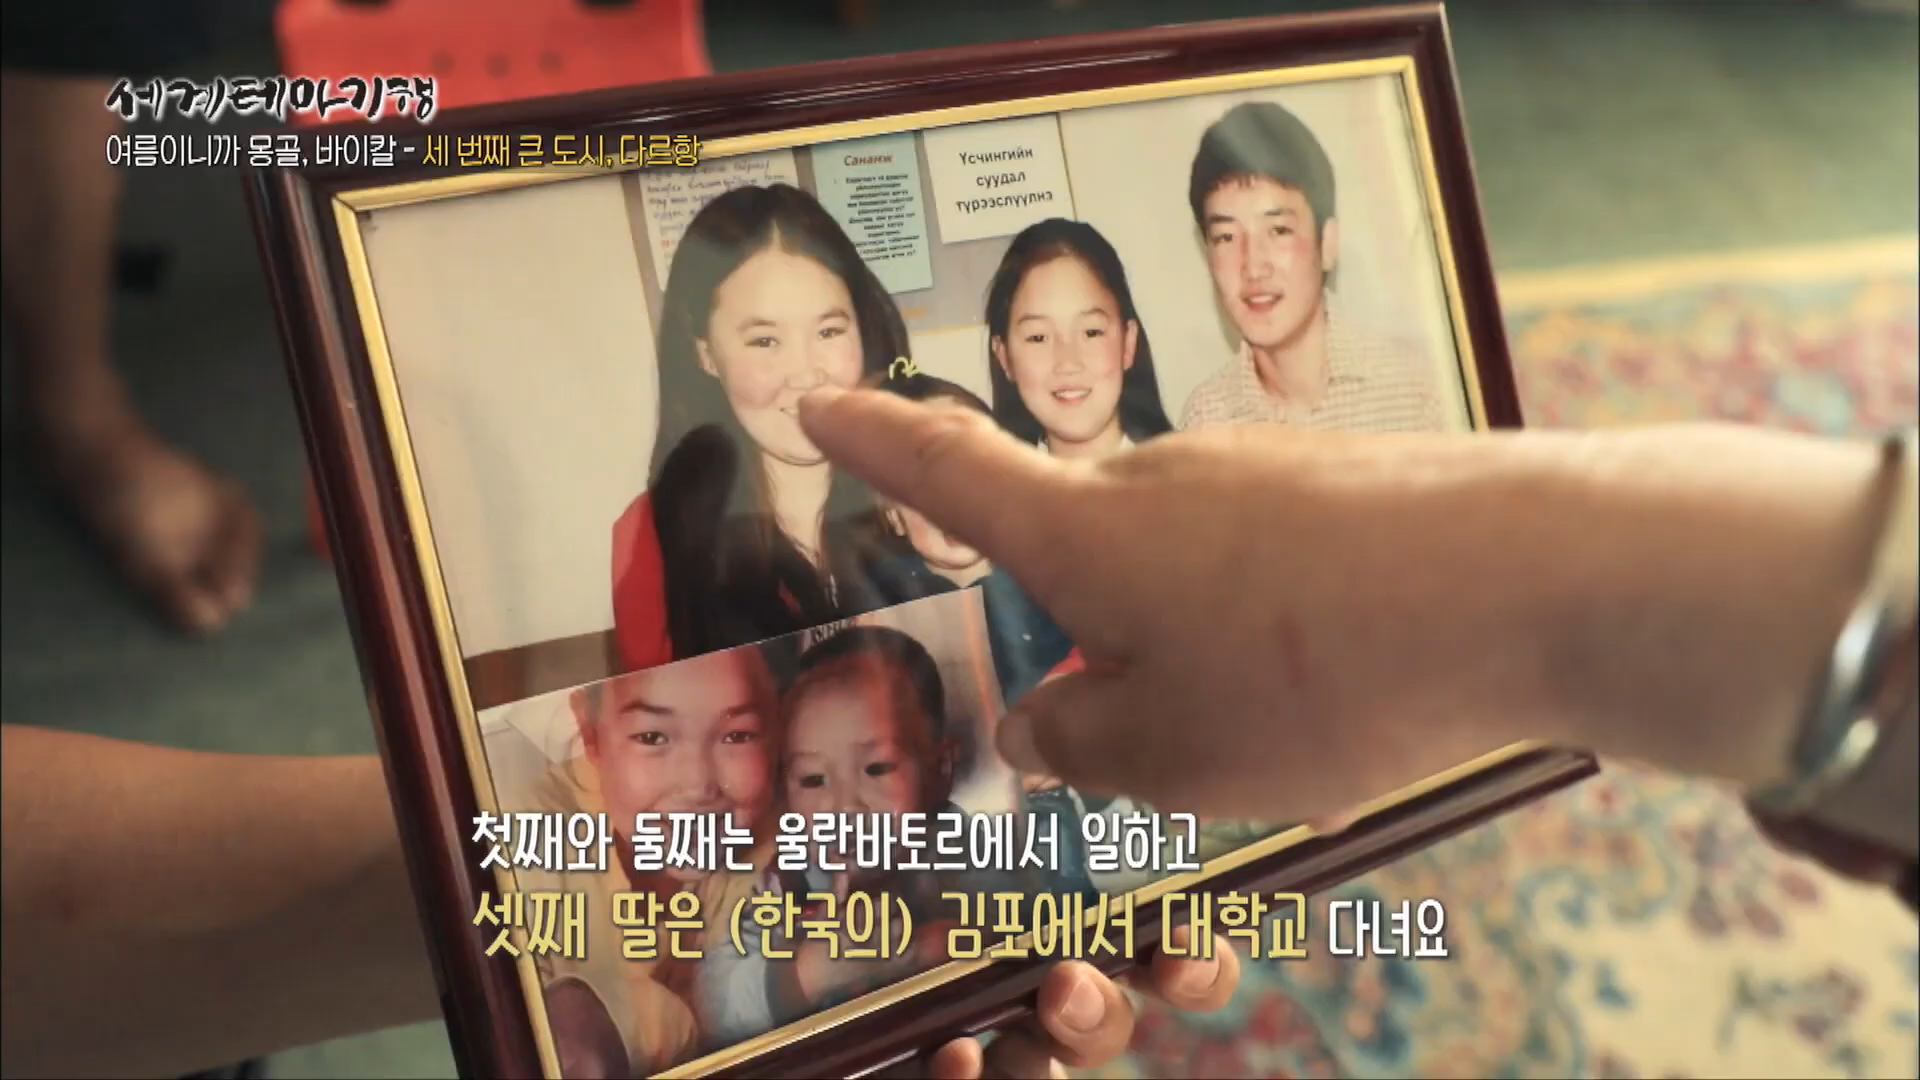 세계테마기행
여름이니까 몽골, 바이칼 - 세 번째 큰 도시, 다르항
Санамж
Үсчингийн
суудал
түрээслүүлнэ
첫째와 둘째는 울란바토르에서 일하고
셋째 딸은 (한국의) 김포에서 대학교 다녀요